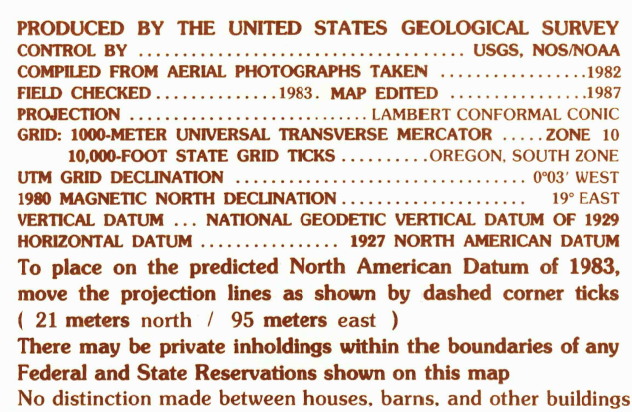 PRODUCED BY THE UNITED STATES GEOLOGICAL SURVEY
CONTROL BY ..................................... USGS, NOS/NOAA
COMPILED FROM AERIAL PHOTOGRAPHS TAKEN .................1982
FIELD CHECKED...............1983. MAP EDITED .................1987
PROJECTION ............................LAMBERT CONFORMAL CONIC
GRID: 1000-METER UNIVERSAL TRANSVERSE MERCATOR .....ZONE 10
10,000-FOOT STATE GRID TICKS ..........OREGON, SOUTH ZONE
UTM GRID DECLINATION .................................. 0°03′ WEST
1980 MAGNETIC NORTH DECLINATION..................... 19° EAST
VERTICAL DATUM ... NATIONAL GEODETIC VERTICAL DATUM OF 1929
HORIZONTAL DATUM ................ 1927 NORTH AMERICAN DATUM
To place on the predicted North American Datum of 1983,
move the projection lines as shown by dashed corner ticks
( 21 meters north / 95 meters east )
There may be private inholdings within the boundaries of any
Federal and State Reservations shown on this map
No distinction made between houses, barns, and other buildings